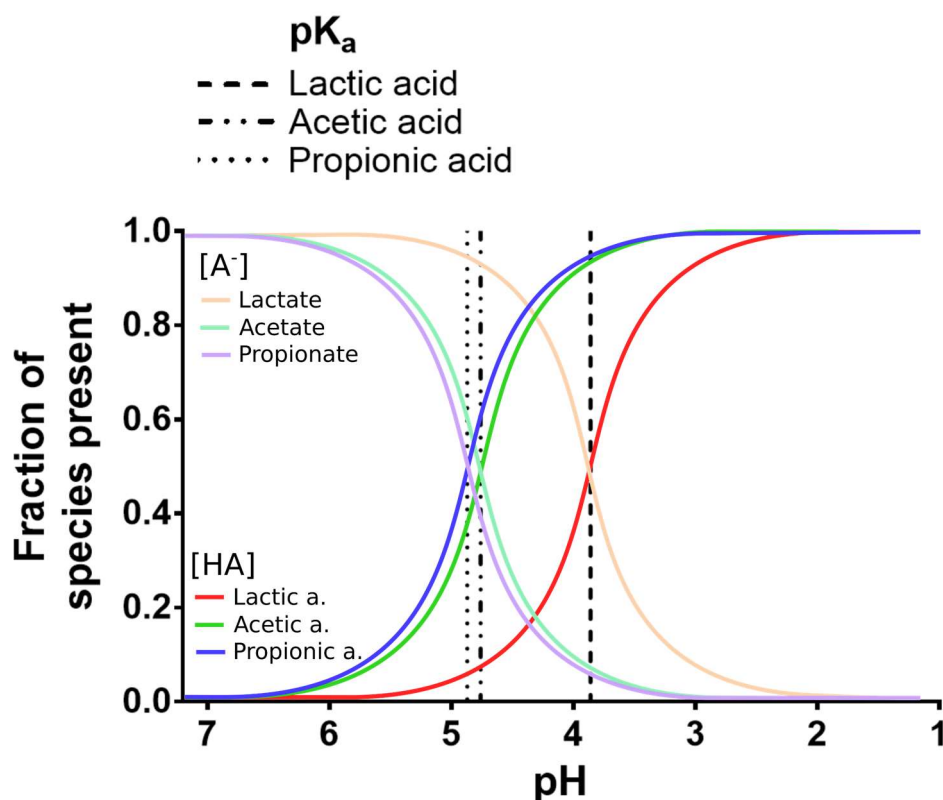 pKₐ
Lactic acid
Acetic acid
Propionic acid
1.0
[A⁻]
Lactate
Acetate
Propionate
0.8
0.6
0.4
[HA]
Lactic a.
Acetic a.
Propionic a.
0.2
0.0
Fraction of
species present
7 6 5 4 3 2 1
pH